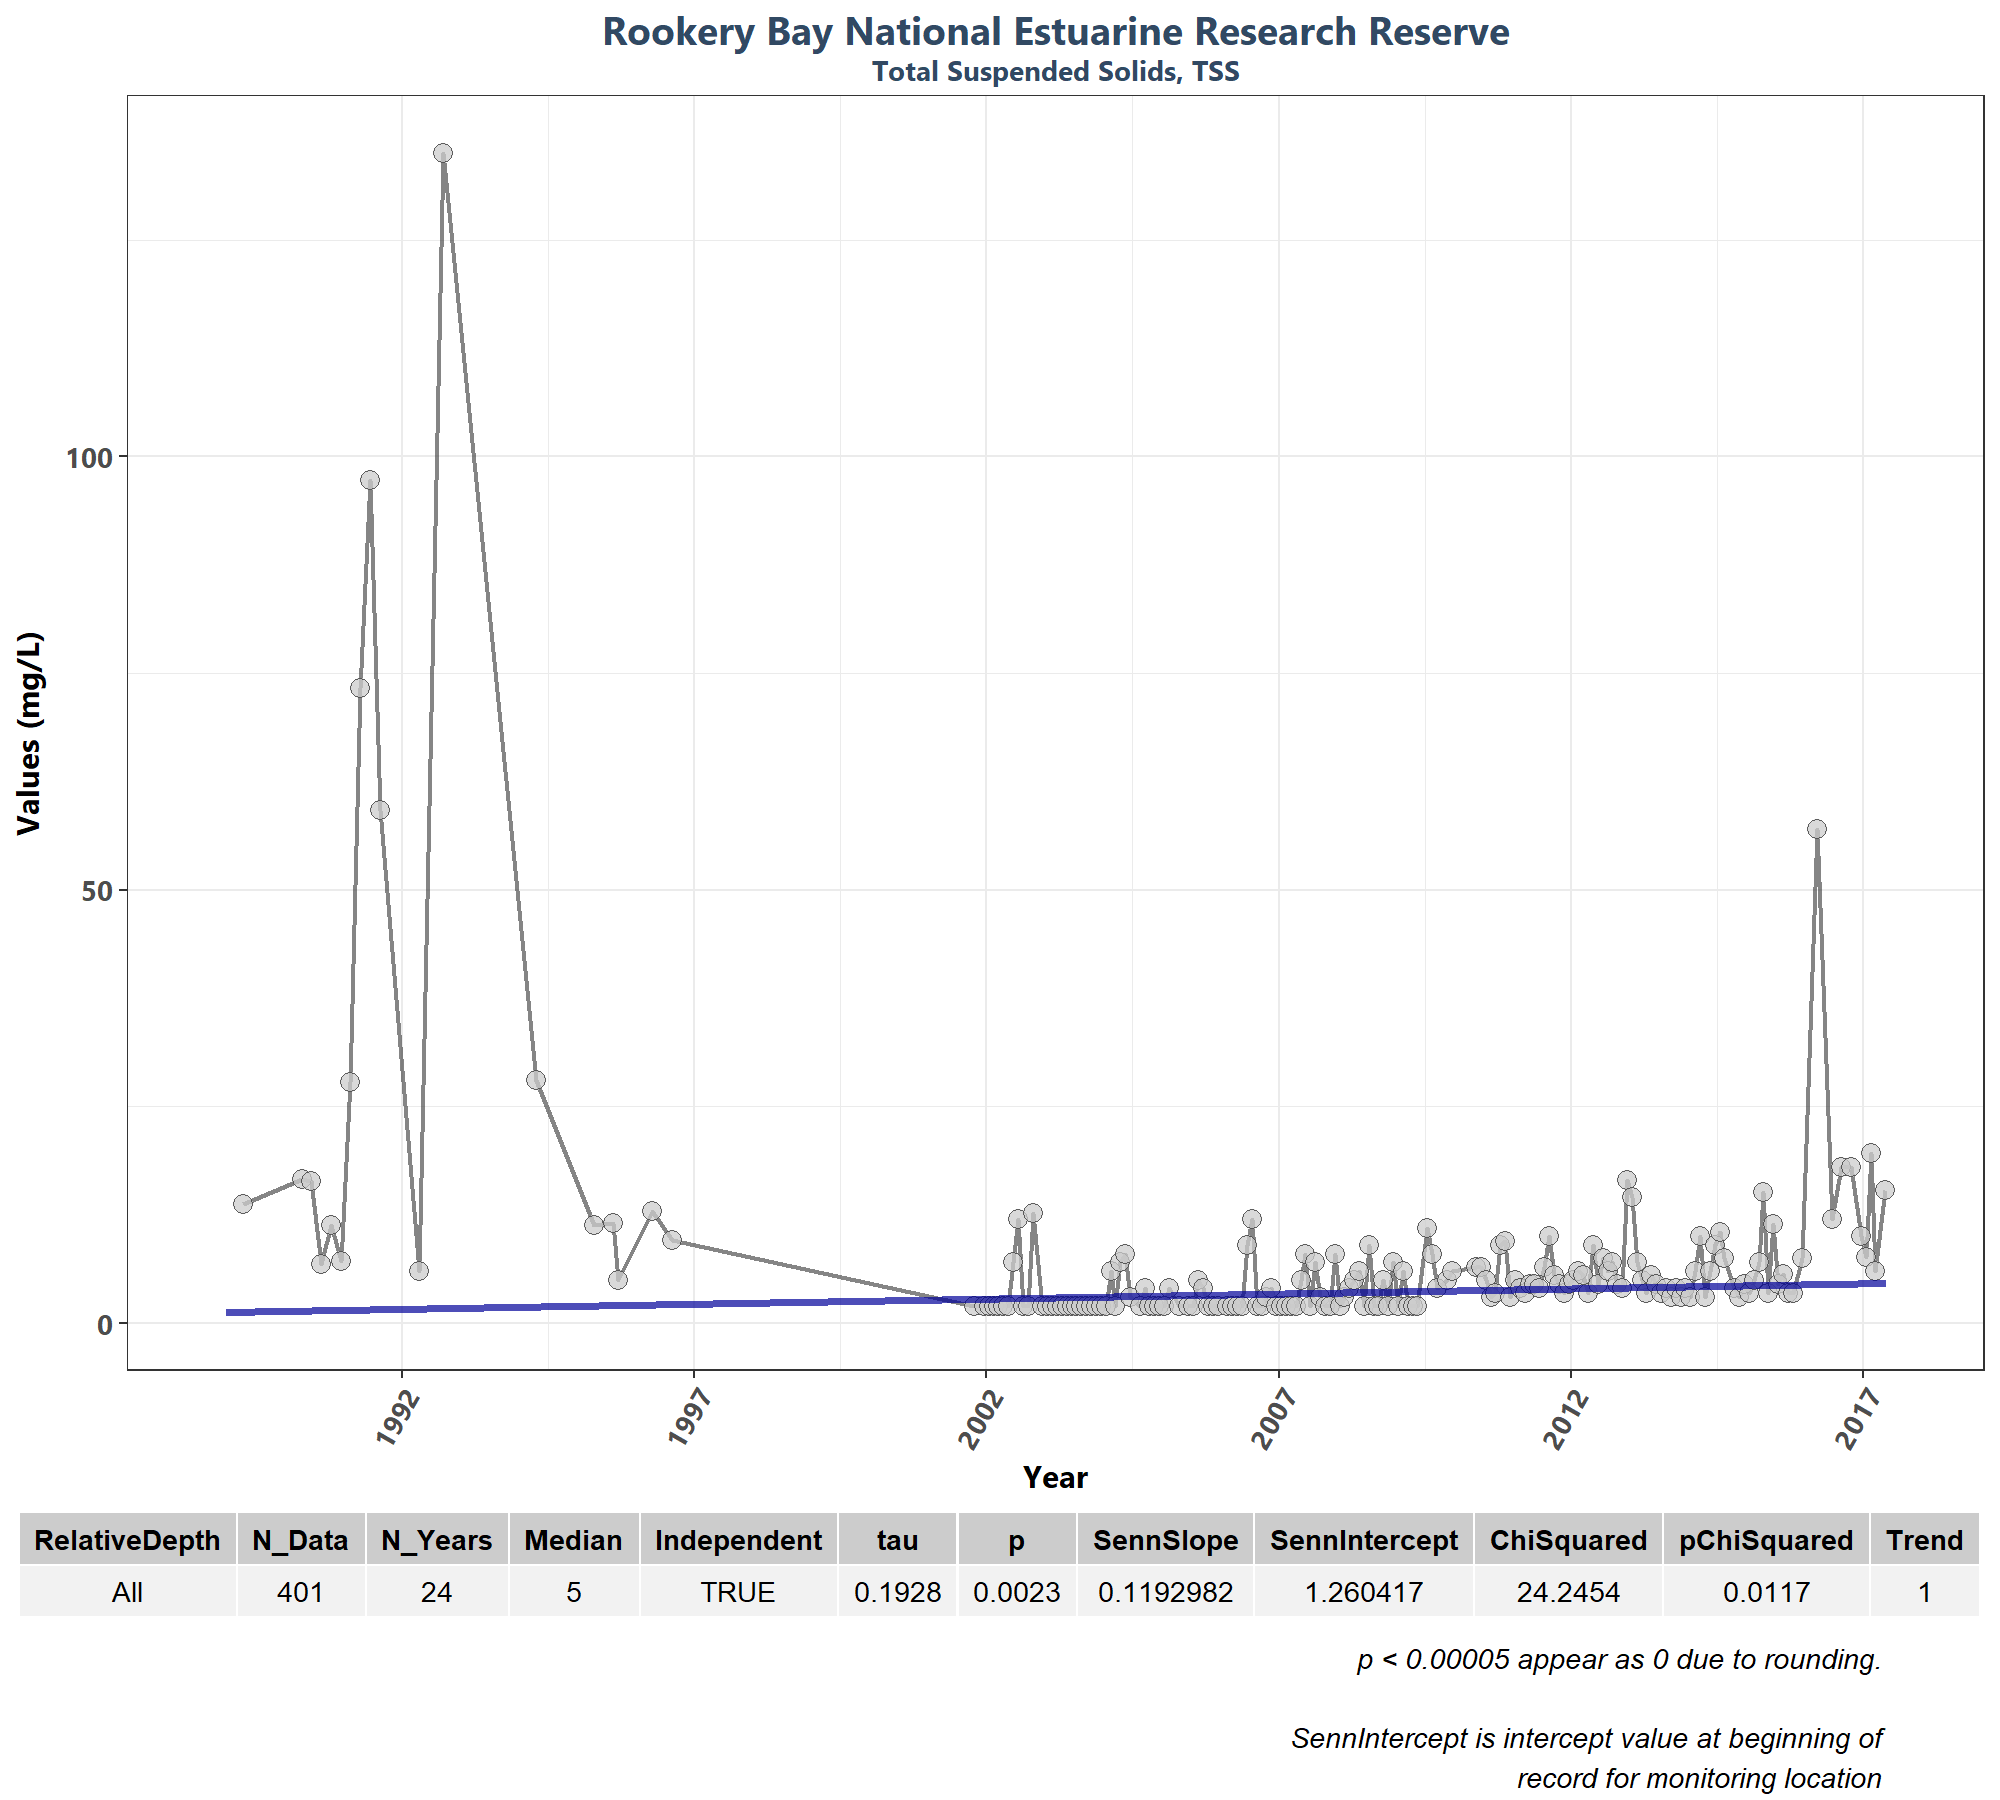 Rookery Bay National Estuarine Research Reserve
Total Suspended Solids, TSS
Values (mg/L)
100
50
0
1992 1997 2002 2007 2012 2017
Year
RelativeDepth N_Data N_Years Median Independent tau p SennSlope SennIntercept ChiSquared pChiSquared Trend
All 401 24 5 TRUE 0.1928 0.0023 0.1192982 1.260417 24.2454 0.0117 1
p < 0.00005 appear as 0 due to rounding.
SennIntercept is intercept value at beginning of
record for monitoring location